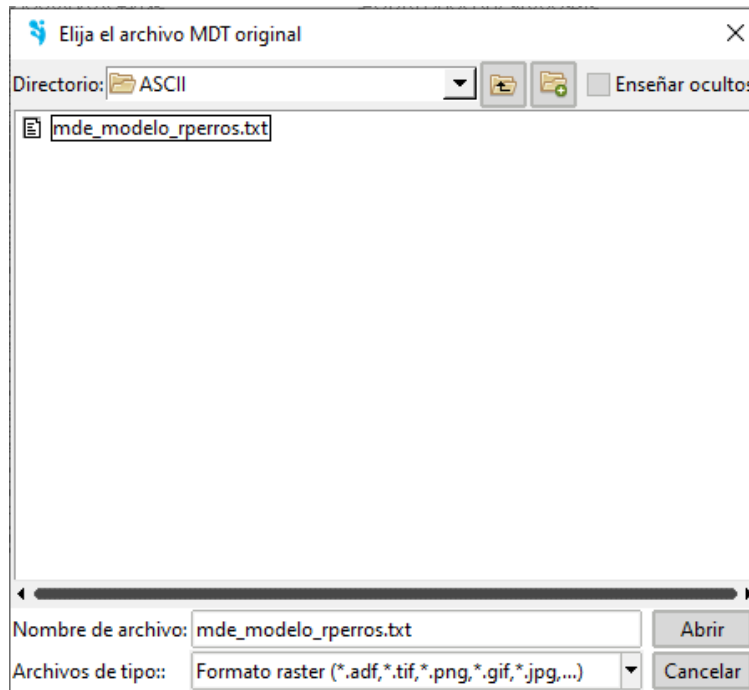 Elija el archivo MDT original
Directorio: ASCII Enseñar ocultos
mde_modelo_rperros.txt
Nombre de archivo: mde_modelo_rperros.txt Abrir
Archivos de tipo:: Formato raster (*.adf,*.tif,*.png,*.gif,*.jpg,...) Cancelar